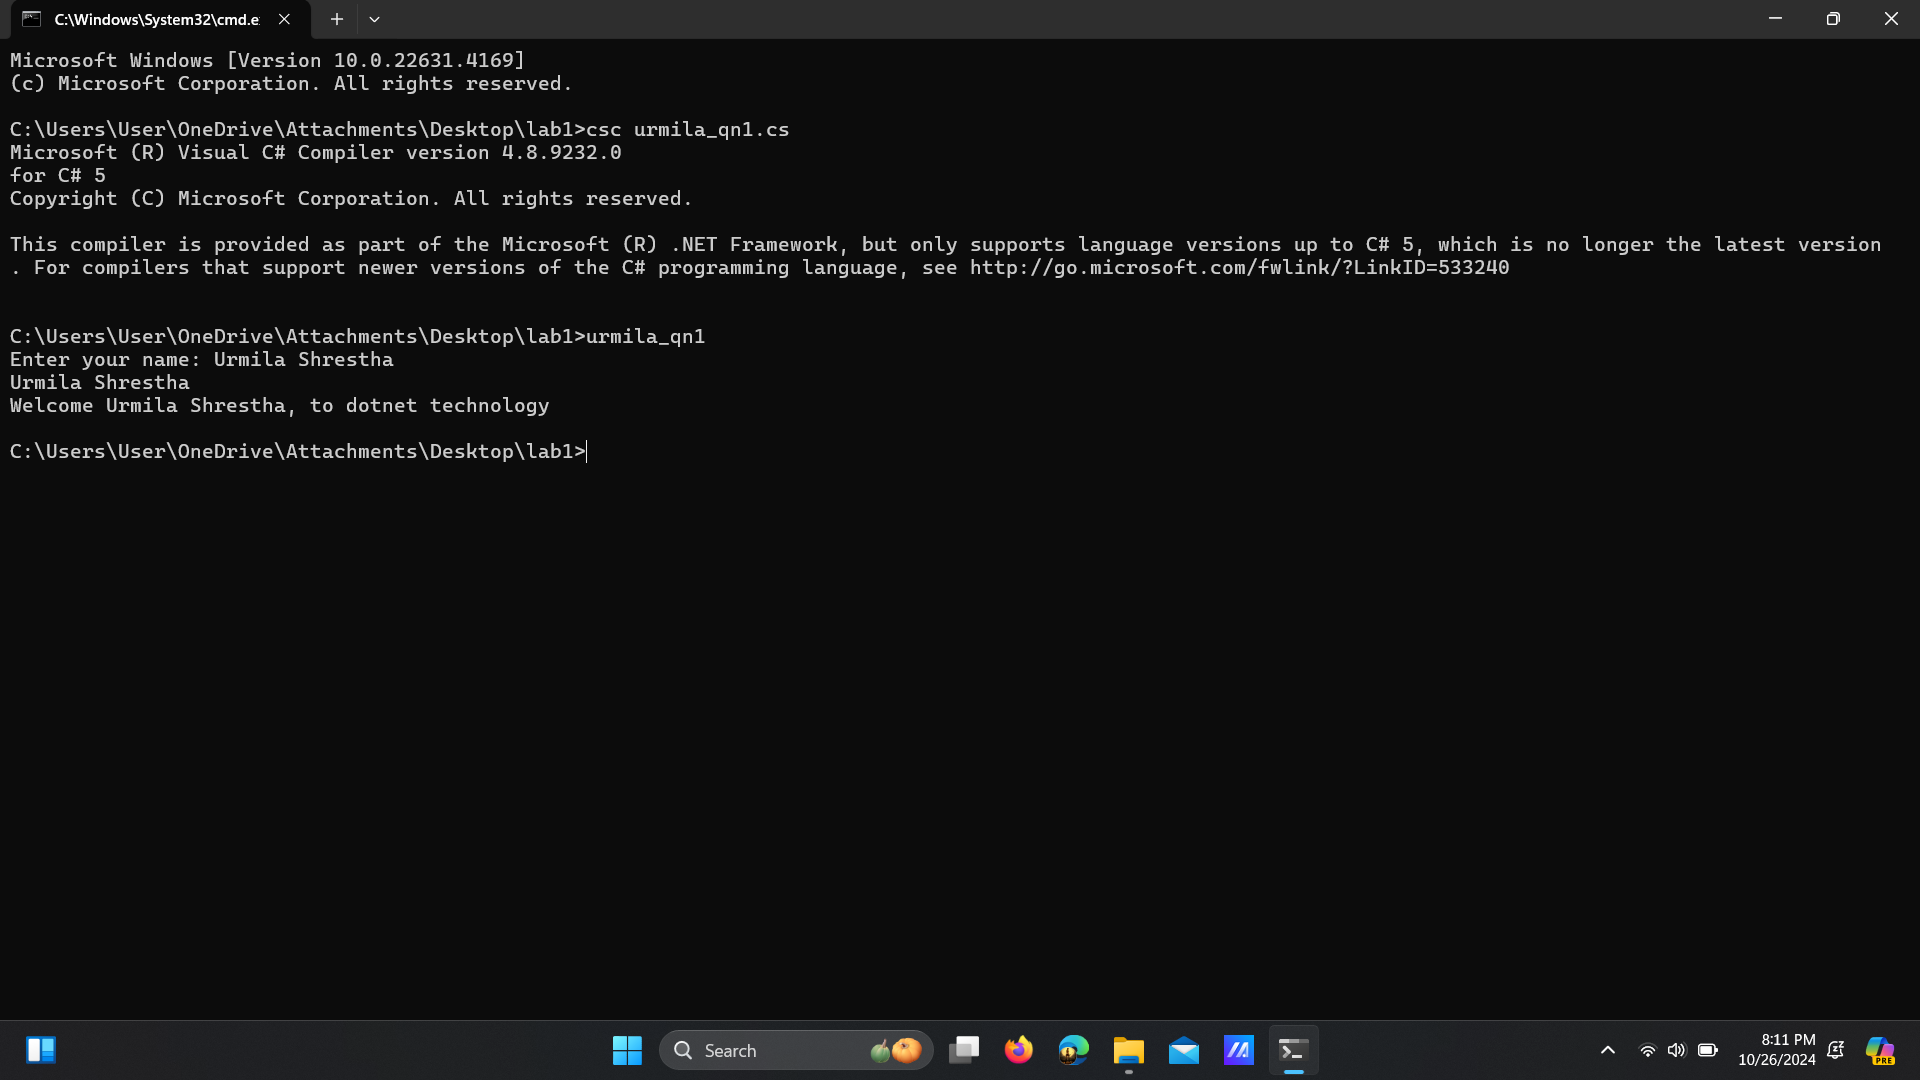 C:\Windows\System32\cmd.e
Microsoft Windows [Version 10.0.22631.4169]
(c) Microsoft Corporation. All rights reserved.
C:\Users\User\OneDrive\Attachments\Desktop\lab1>csc urmila_qn1.cs
Microsoft (R) Visual C# Compiler version 4.8.9232.0
for C# 5
Copyright (C) Microsoft Corporation. All rights reserved.
This compiler is provided as part of the Microsoft (R) .NET Framework, but only supports language versions up to C# 5, which is no longer the latest version
. For compilers that support newer versions of the C# programming language, see http://go.microsoft.com/fwlink/?LinkID=533240
C:\Users\User\OneDrive\Attachments\Desktop\lab1>urmila_qn1
Enter your name: Urmila Shrestha
Urmila Shrestha
Welcome Urmila Shrestha, to dotnet technology
C:\Users\User\OneDrive\Attachments\Desktop\lab1>
Search
8:11 PM
10/26/2024
PRE